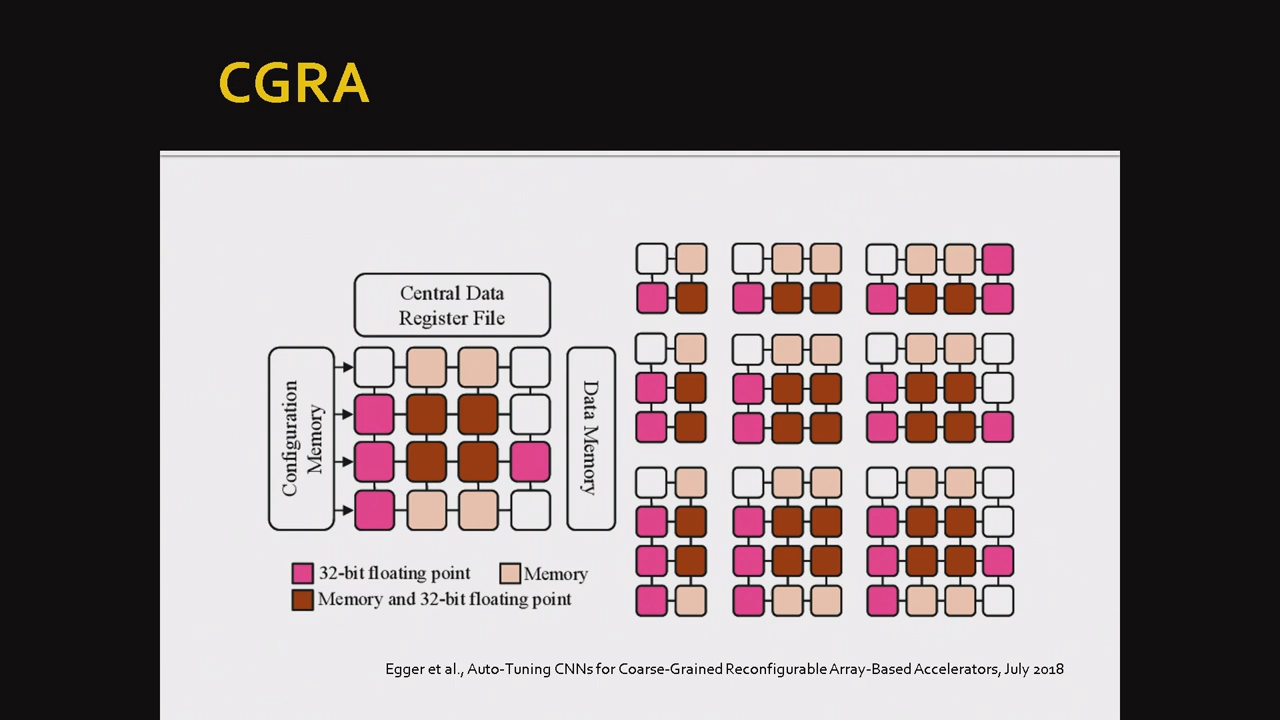 CGRA
Central Data
Register File
Configuration
Memory
Data Memory
32-bit floating point
Memory
Memory and 32-bit floating point
Egger et al., Auto-Tuning CNNs for Coarse-Grained Reconfigurable Array-Based Accelerators, July 2018